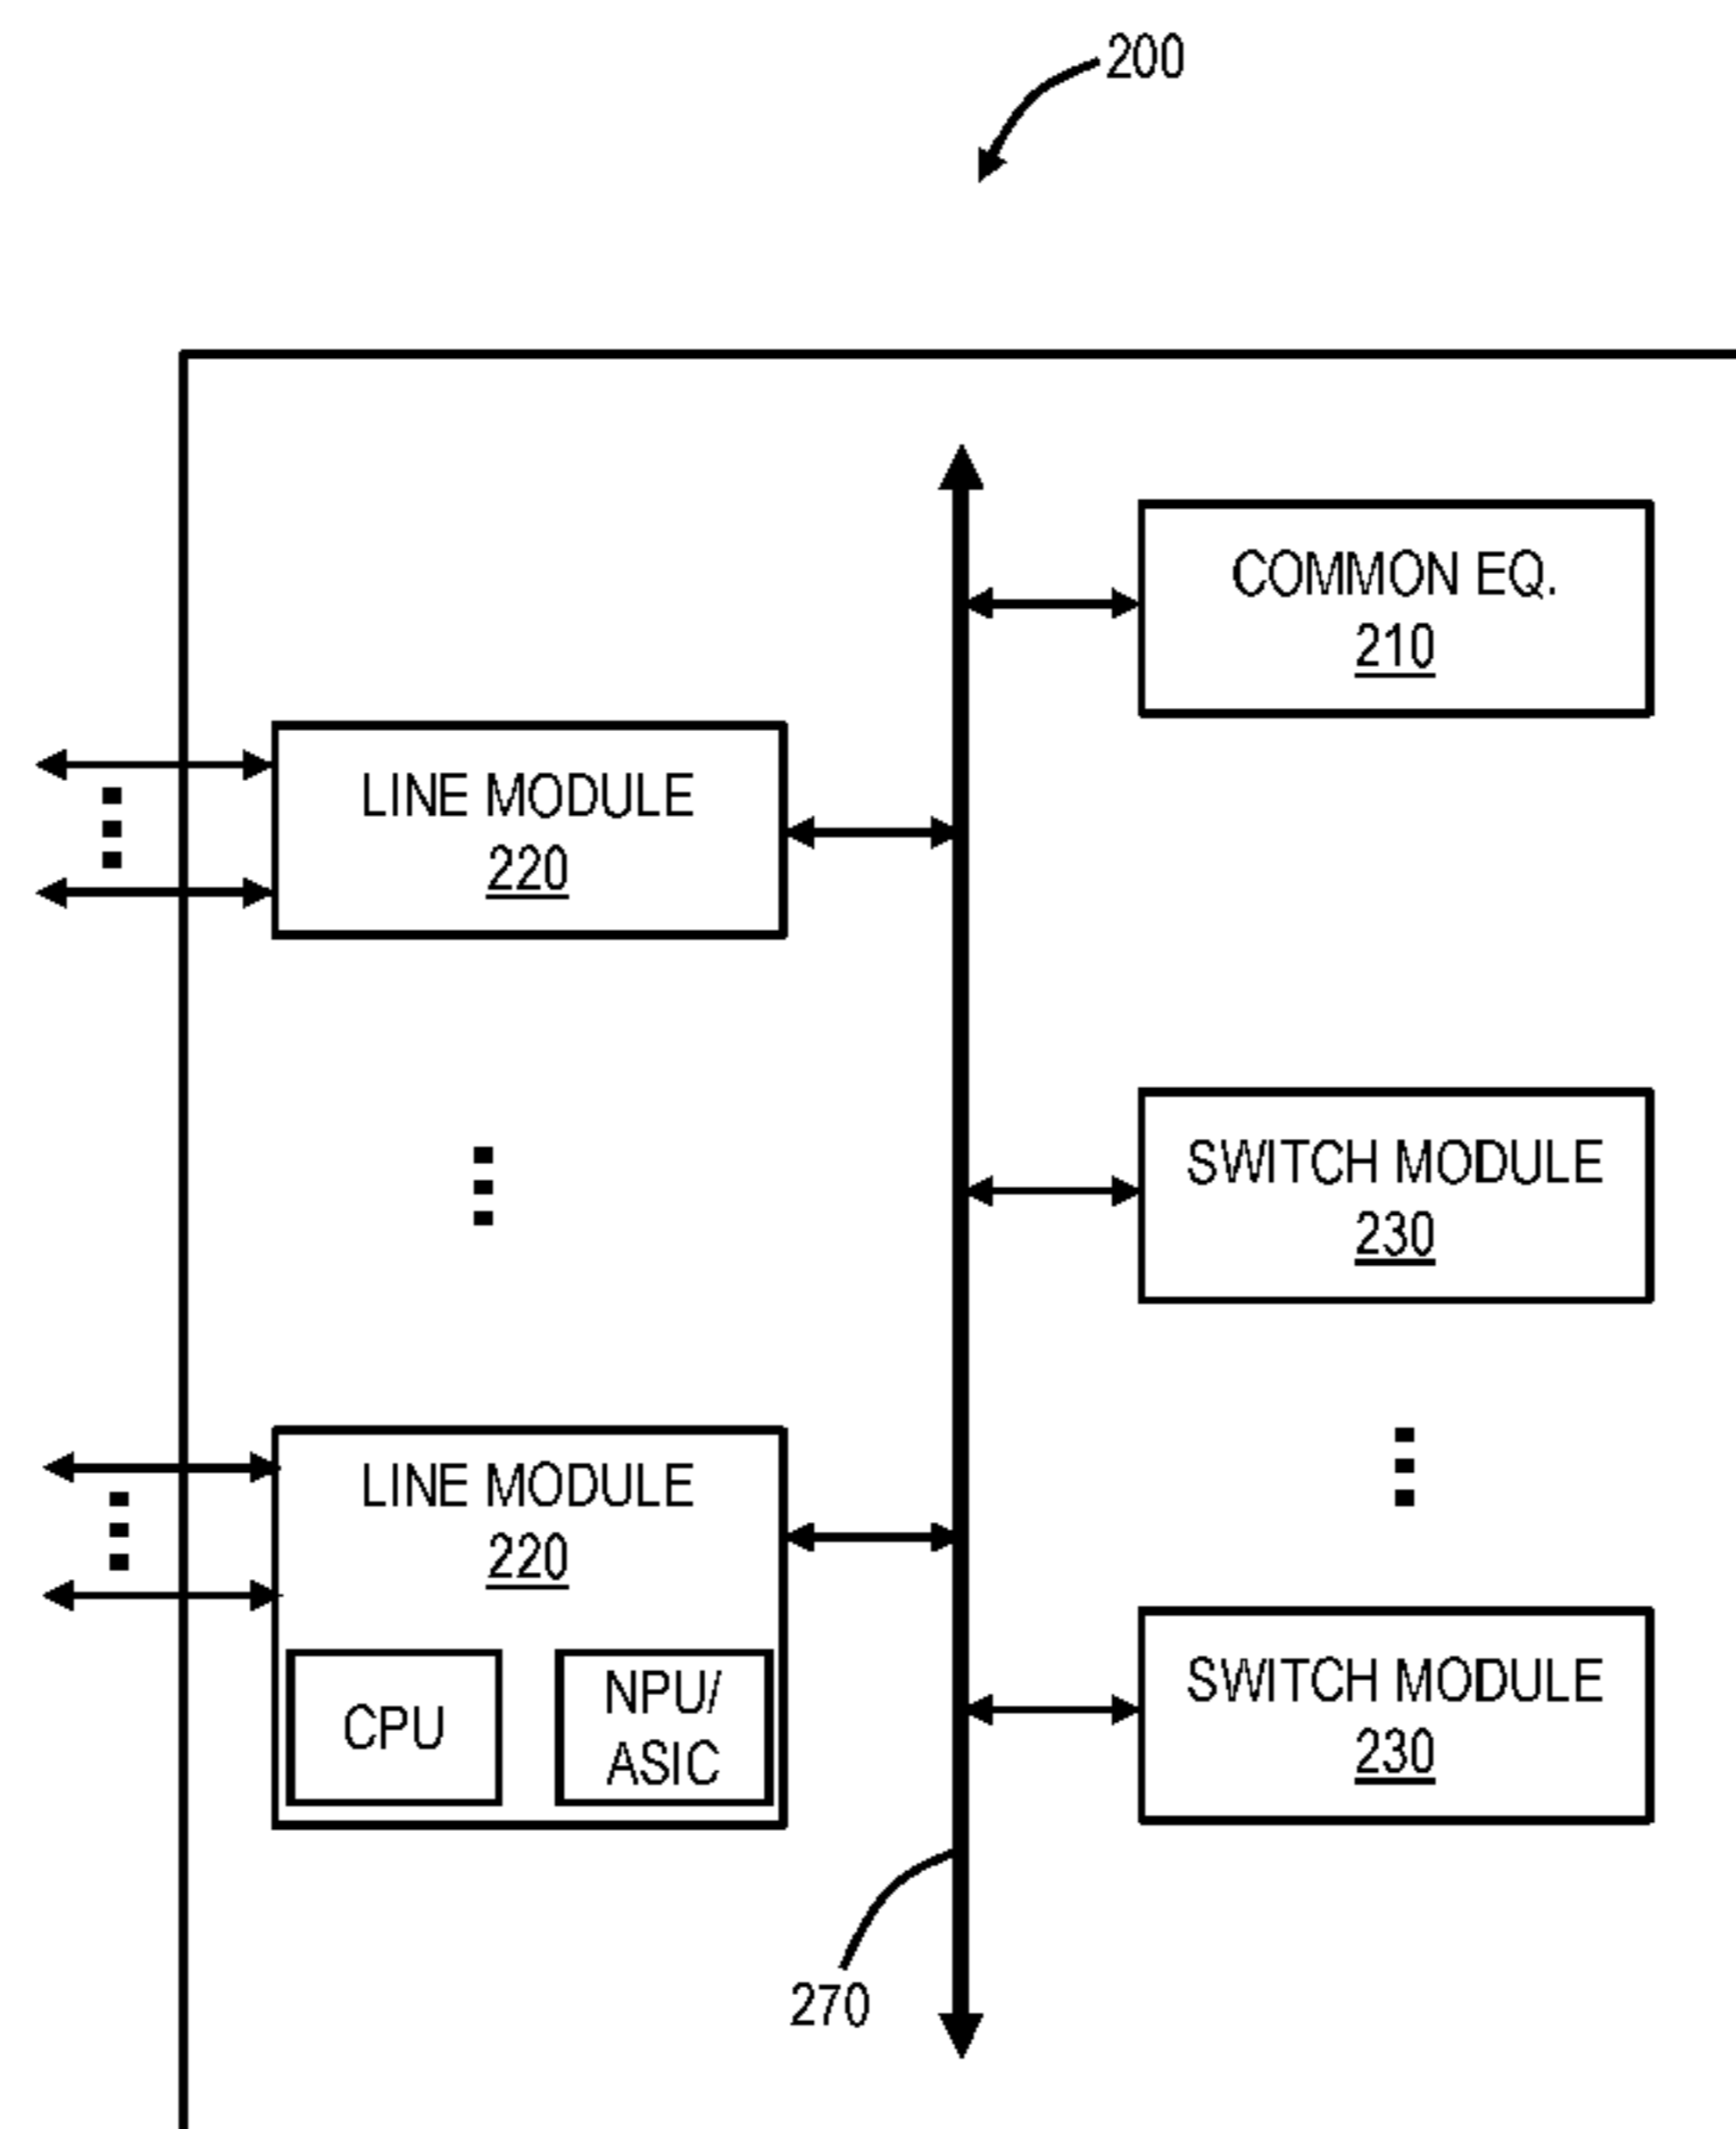 200
COMMON EQ.
210
LINE MODULE
220
SWITCH MODULE
230
LINE MODULE
220
CPU
NPU/
ASIC
SWITCH MODULE
230
270